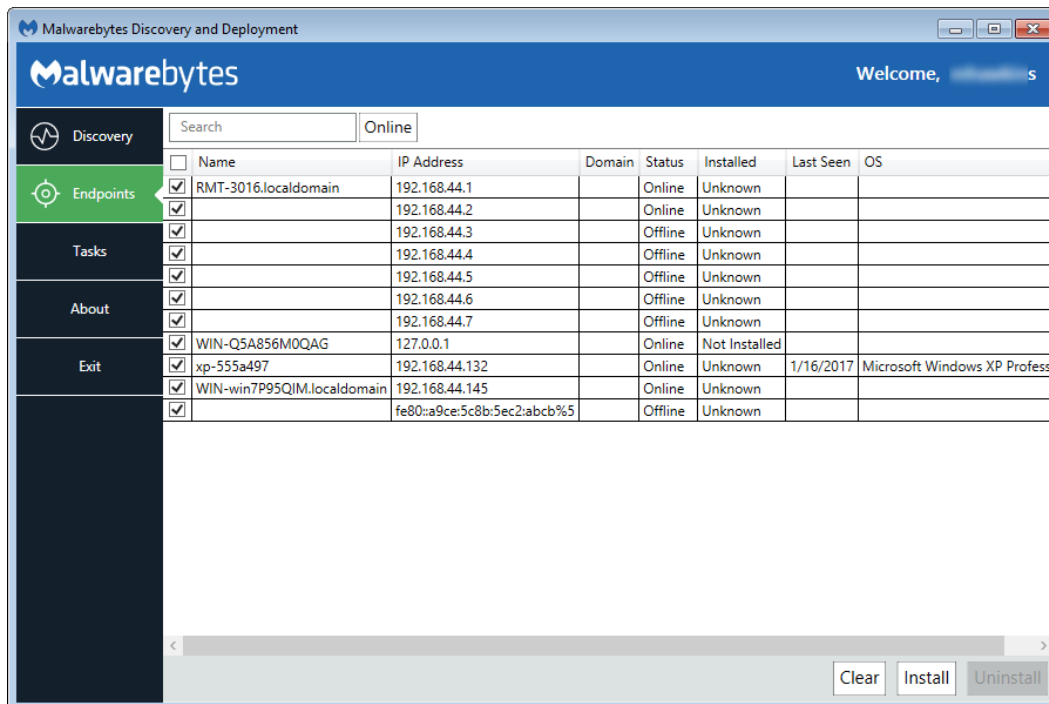 Malwarebytes Discovery and Deployment
Malwarebytes
Welcome, s
Discovery
Endpoints
Tasks
About
Exit
Search Online
Name IP Address Domain Status Installed Last Seen OS
RMT-3016.localdomain 192.168.44.1 Online Unknown
192.168.44.2 Online Unknown
192.168.44.3 Offline Unknown
192.168.44.4 Offline Unknown
192.168.44.5 Offline Unknown
192.168.44.6 Offline Unknown
192.168.44.7 Offline Unknown
WIN-Q5A856M0QAG 127.0.0.1 Online Not Installed
xp-555a497 192.168.44.132 Online Unknown 1/16/2017 Microsoft Windows XP Profess
WIN-win7P95QIM.localdomain 192.168.44.145 Online Unknown
fe80::a9ce:5c8b:5ec2:abcb%5 Offline Unknown
Clear Install Uninstall